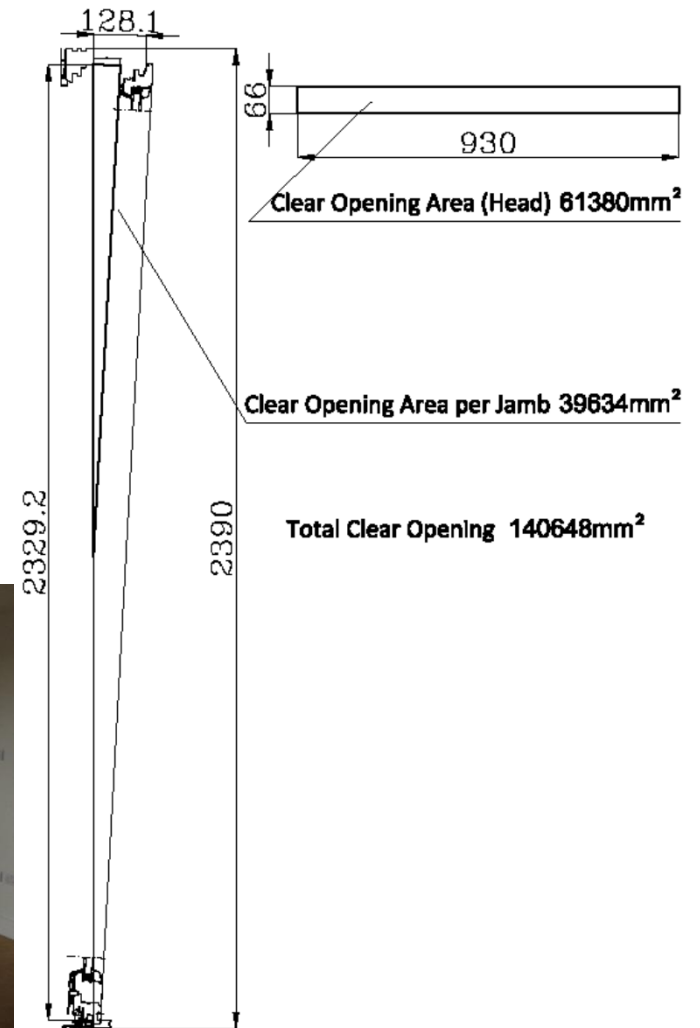 128.1
66
930
Clear Opening Area (Head) 61380mm²
Clear Opening Area per Jamb 39634mm²
2329.2
2390
Total Clear Opening 140648mm²